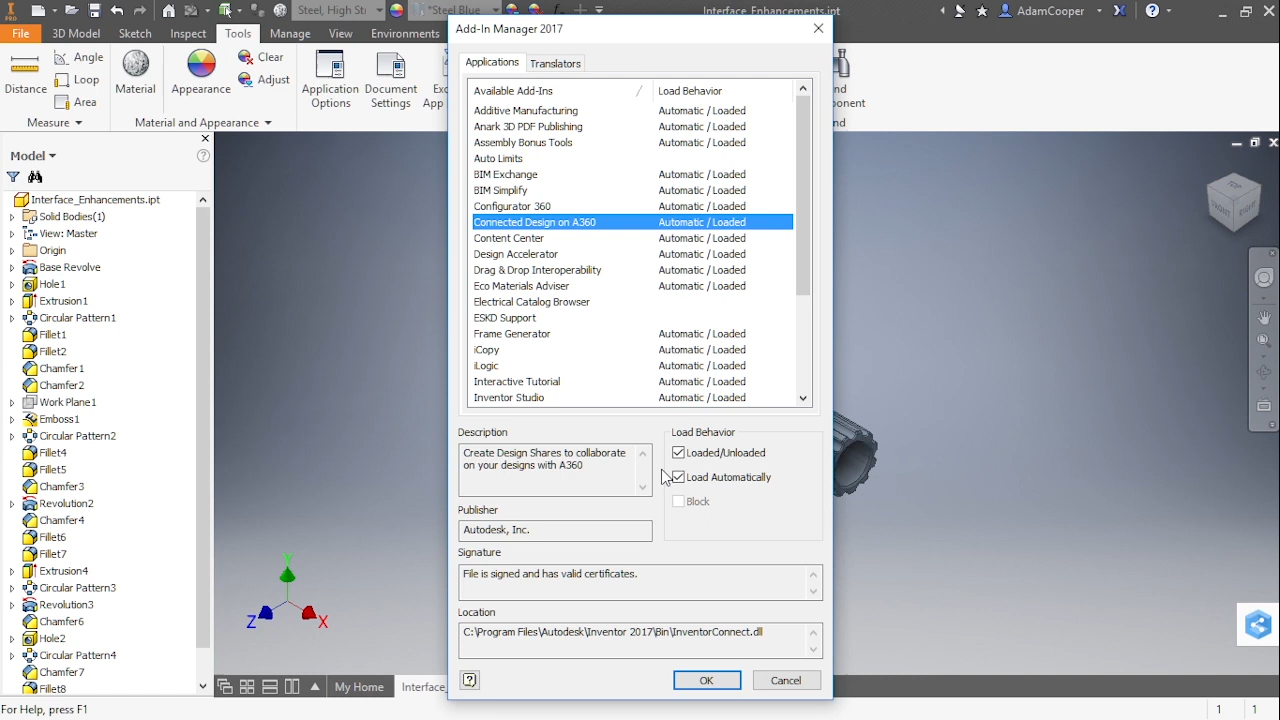 PRO
Steel, High St
*Steel Blue
Interface_Enhancements.ipt
AdamCooper
File
3D Model
Sketch
Inspect
Tools
Manage
View
Environments
Distance
Angle
Loop
Area
Measure
Material
Appearance
Clear
Adjust
Material and Appearance
Application
Options
Document
Settings
Model
Interface_Enhancements.ipt
Solid Bodies(1)
View: Master
Origin
Base Revolve
Hole1
Extrusion1
Circular Pattern1
Fillet1
Fillet2
Chamfer1
Chamfer2
Work Plane1
Emboss1
Circular Pattern2
Fillet4
Fillet5
Chamfer3
Revolution2
Chamfer4
Fillet6
Fillet7
Extrusion4
Circular Pattern3
Revolution3
Chamfer6
Hole2
Circular Pattern4
Chamfer7
Fillet8
Add-In Manager 2017
Applications
Translators
Available Add-Ins / Load Behavior
Additive Manufacturing Automatic / Loaded
Anark 3D PDF Publishing Automatic / Loaded
Assembly Bonus Tools Automatic / Loaded
Auto Limits
BIM Exchange Automatic / Loaded
BIM Simplify Automatic / Loaded
Configurator 360 Automatic / Loaded
Connected Design on A360 Automatic / Loaded
Content Center Automatic / Loaded
Design Accelerator Automatic / Loaded
Drag & Drop Interoperability Automatic / Loaded
Eco Materials Adviser Automatic / Loaded
Electrical Catalog Browser
ESKD Support
Frame Generator Automatic / Loaded
iCopy Automatic / Loaded
iLogic Automatic / Loaded
Interactive Tutorial Automatic / Loaded
Inventor Studio Automatic / Loaded
Description
Create Design Shares to collaborate
on your designs with A360
Load Behavior
Loaded/Unloaded
Load Automatically
Block
Publisher
Autodesk, Inc.
Signature
File is signed and has valid certificates.
Location
C:\Program Files\Autodesk\Inventor 2017\Bin\InventorConnect.dll
OK
Cancel
TOP
FRONT
RIGHT
Y
Z
X
My Home
Interface_
For Help, press F1
1
1